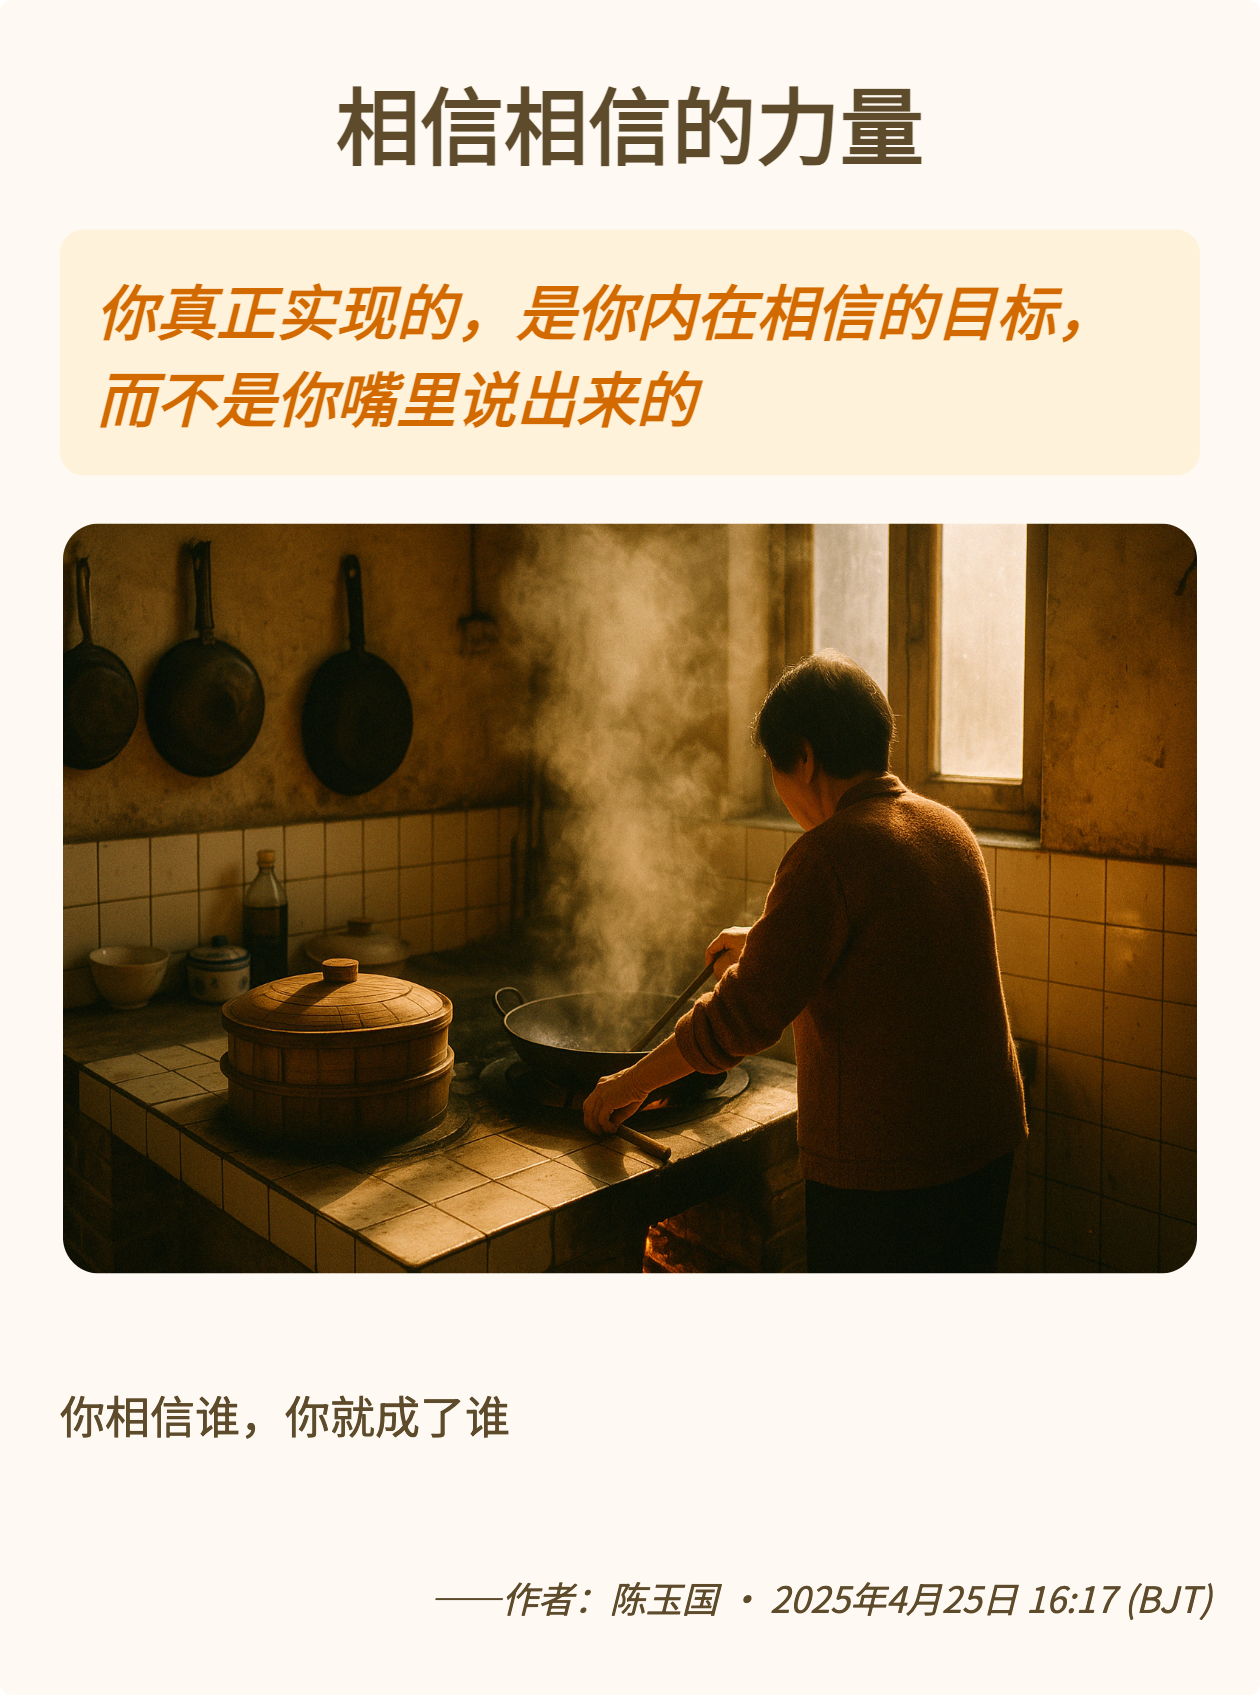 相信相信的力量
你真正实现的，是你内在相信的目标，
而不是你嘴里说出来的
你相信谁，你就成了谁
——作者：陈玉国 · 2025年4月25日 16:17 (BJT)